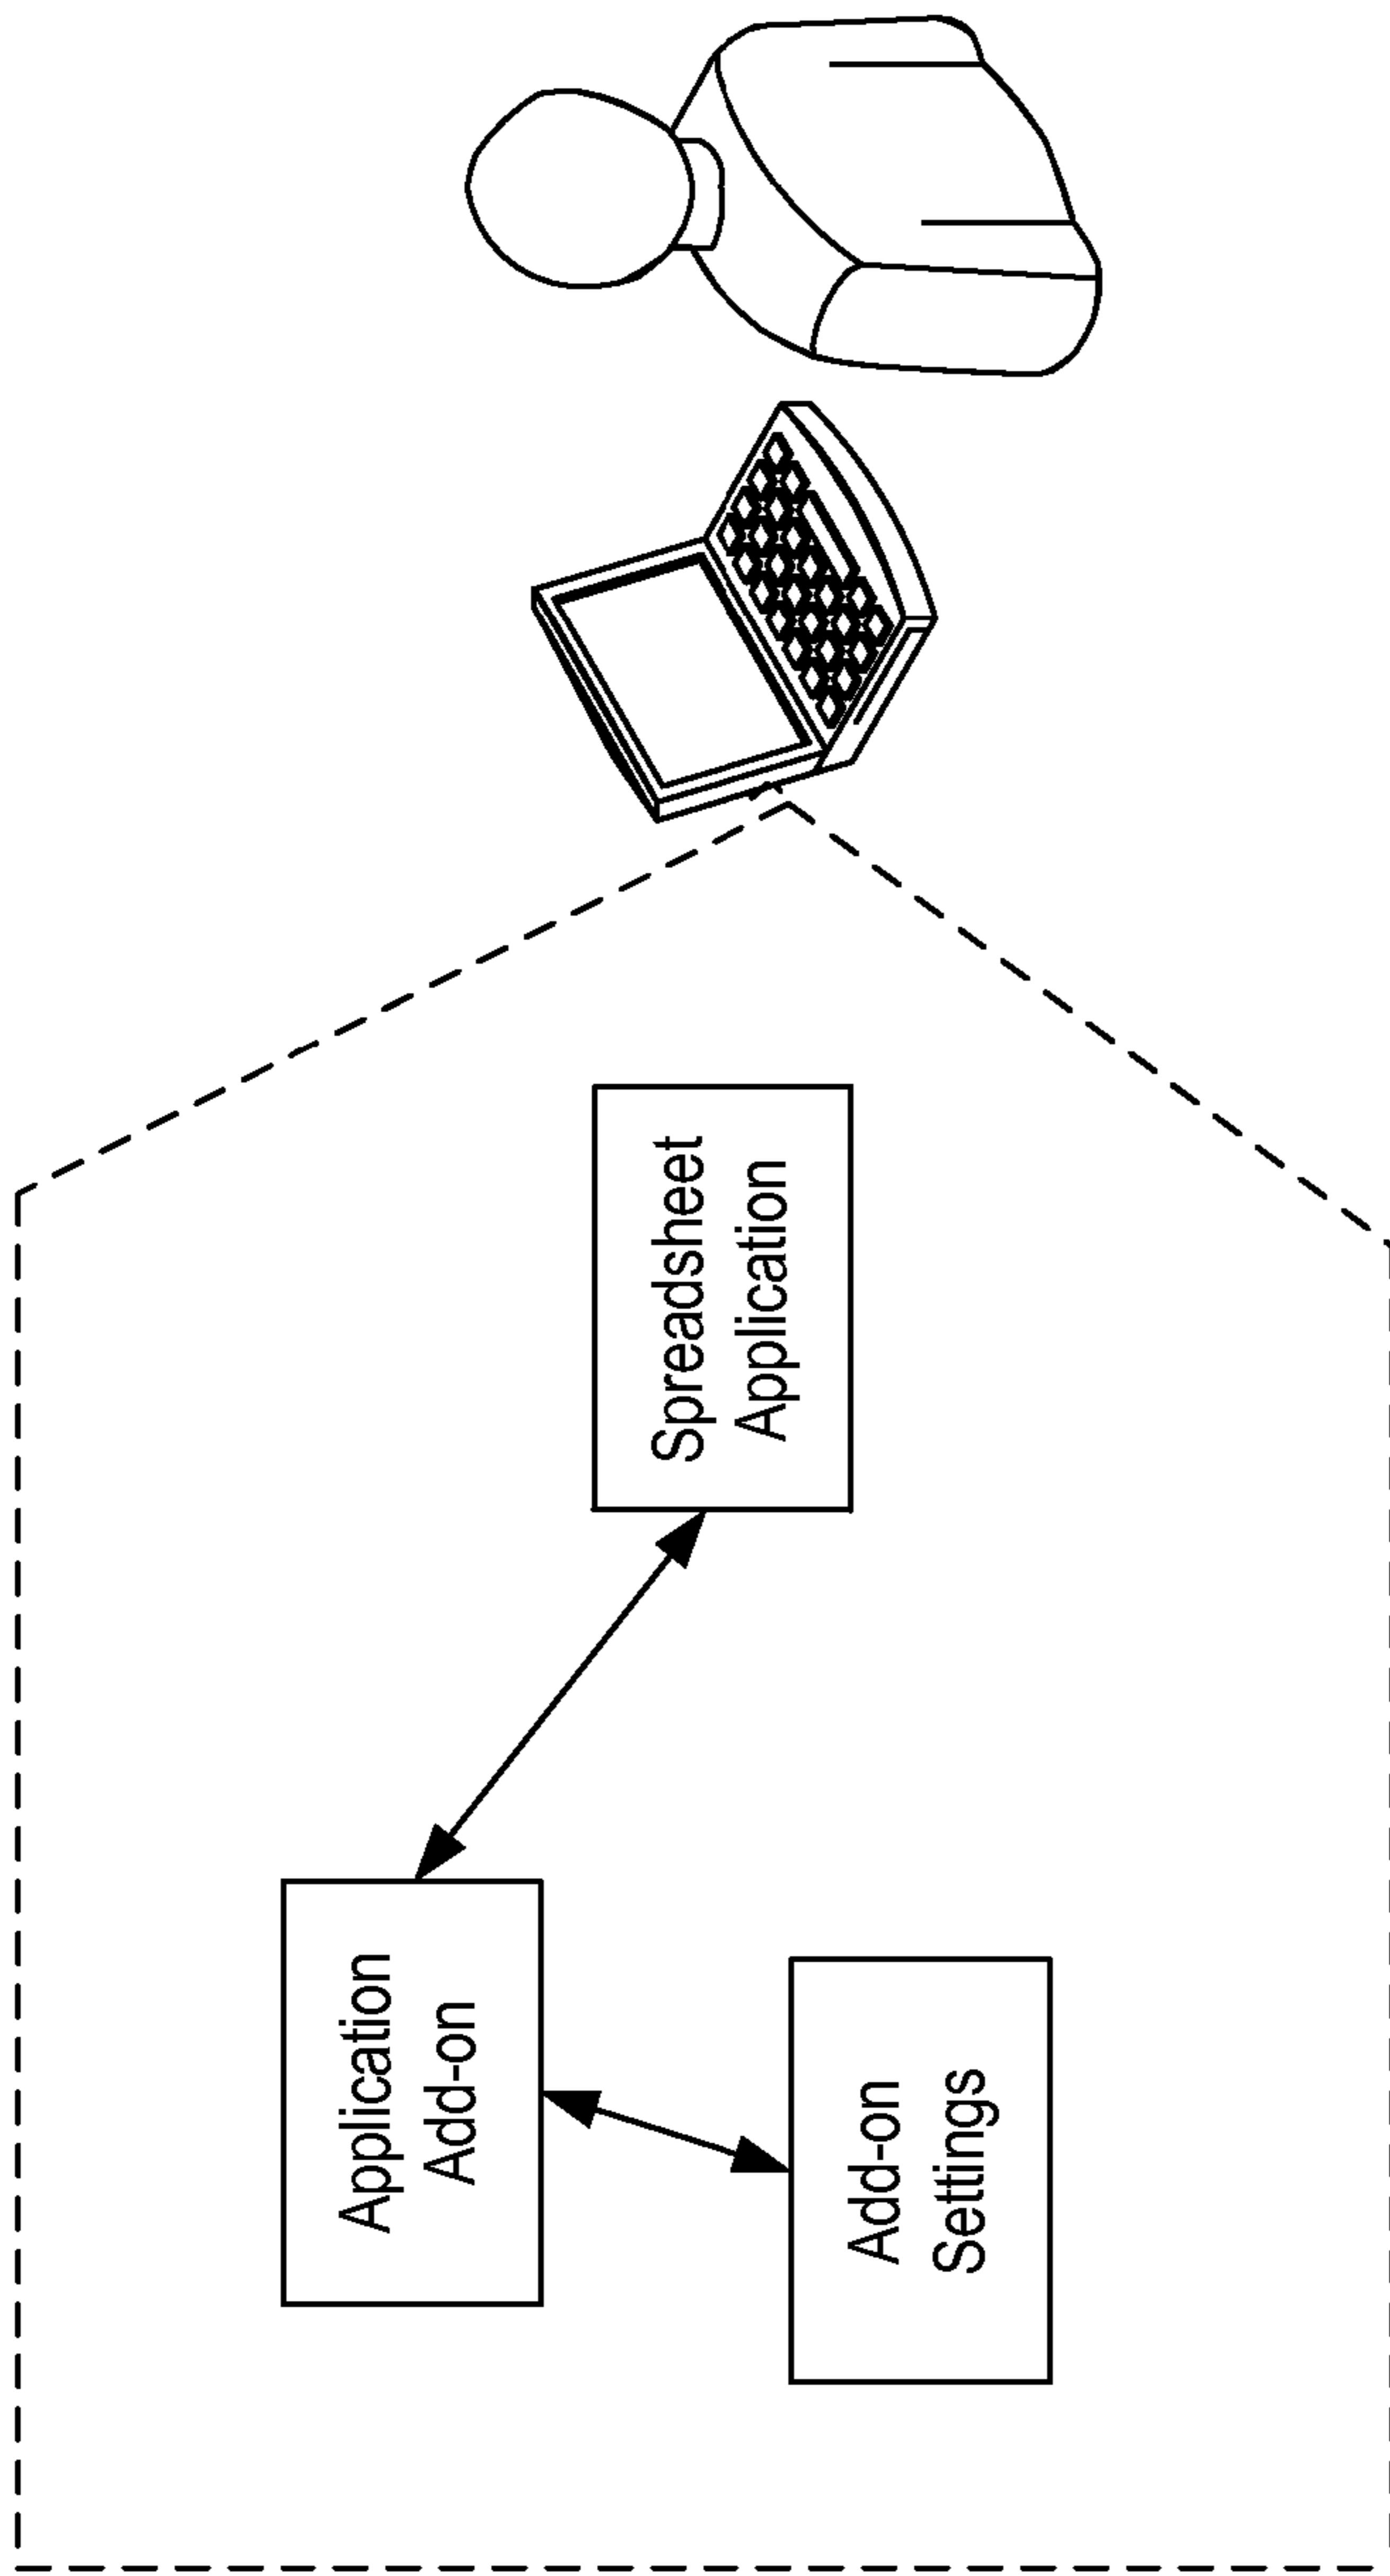 Application
Add-on
Add-on
Settings
Spreadsheet
Application